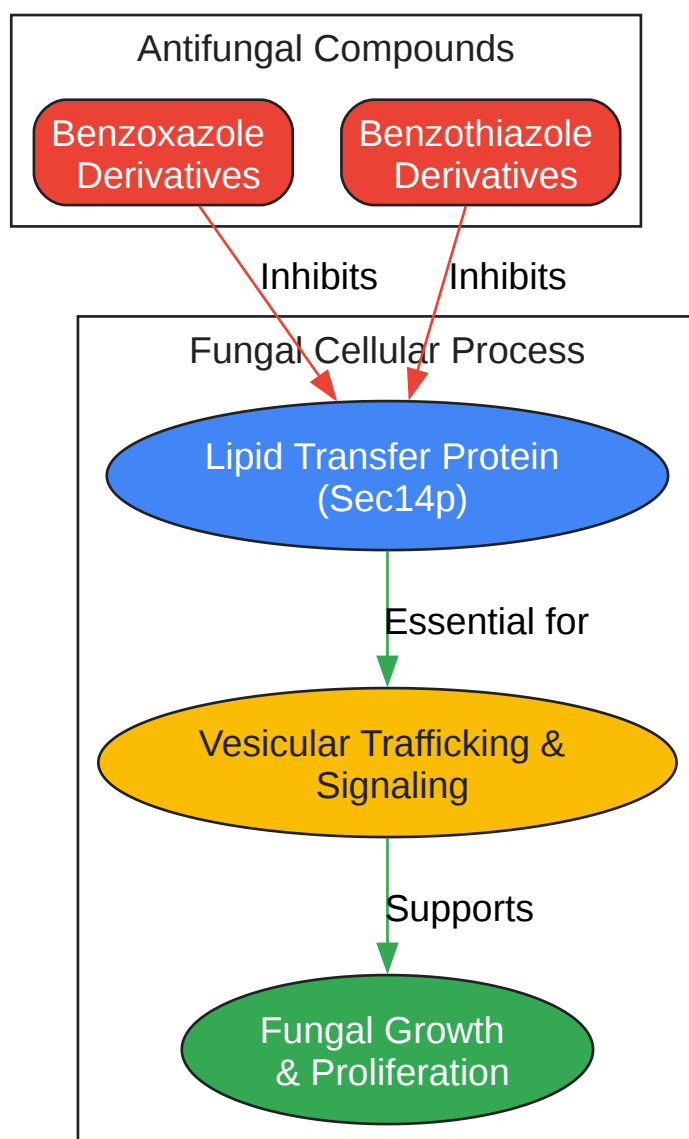 Antifungal Compounds
Benzoxazole
Derivatives
Benzothiazole
Derivatives
Inhibits
Inhibits
Fungal Cellular Process
Lipid Transfer Protein
(Sec14p)
Essential for
Vesicular Trafficking &
Signaling
Supports
Fungal Growth
& Proliferation